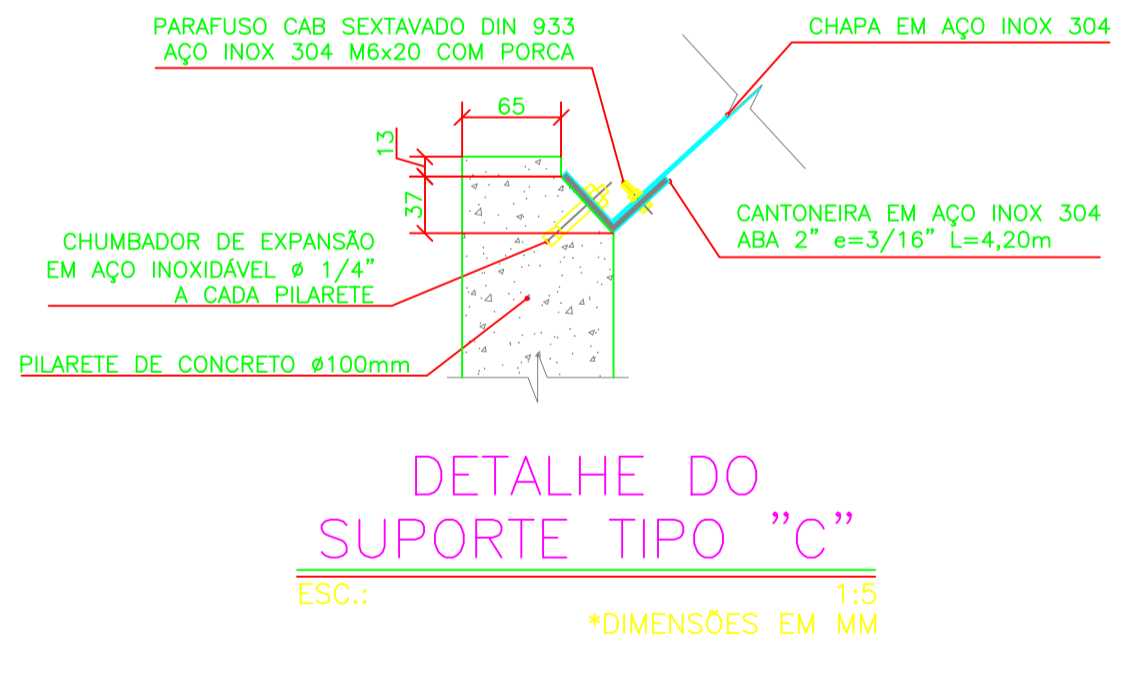 PARAFUSO CAB SEXTAVADO DIN 933
AÇO INOX 304 M6x20 COM PORCA
CHAPA EM AÇO INOX 304
65
13
37
CANTONEIRA EM AÇO INOX 304
ABA 2" e=3/16" L=4,20m
CHUMBADOR DE EXPANSÃO
EM AÇO INOXIDÁVEL ø 1/4"
A CADA PILARETE
PILARETE DE CONCRETO ø100mm
DETALHE DO
SUPORTE TIPO "C"
ESC.: 1:5
*DIMENSÕES EM MM